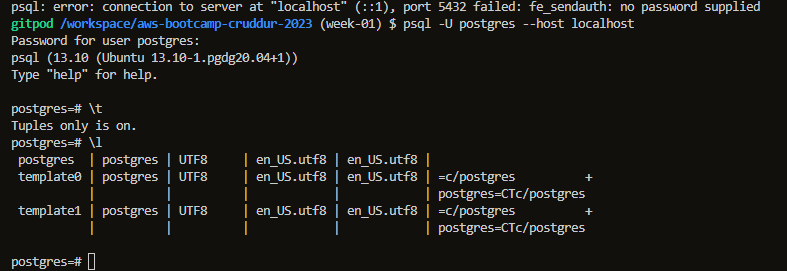 psql: error: connection to server at "localhost" (::1), port 5432 failed: fe_sendauth: no password supplied
gitpod /workspace/aws-bootcamp-cruddur-2023 (week-01) $ psql -U postgres --host localhost
Password for user postgres:
psql (13.10 (Ubuntu 13.10-1.pgdg20.04+1))
Type "help" for help.

postgres=# \t
Tuples only is on.
postgres=# \l
 postgres  | postgres | UTF8     | en_US.utf8 | en_US.utf8 |
 template0 | postgres | UTF8     | en_US.utf8 | en_US.utf8 | =c/postgres          +
           |          |          |            |            | postgres=CTc/postgres
 template1 | postgres | UTF8     | en_US.utf8 | en_US.utf8 | =c/postgres          +
           |          |          |            |            | postgres=CTc/postgres

postgres=#